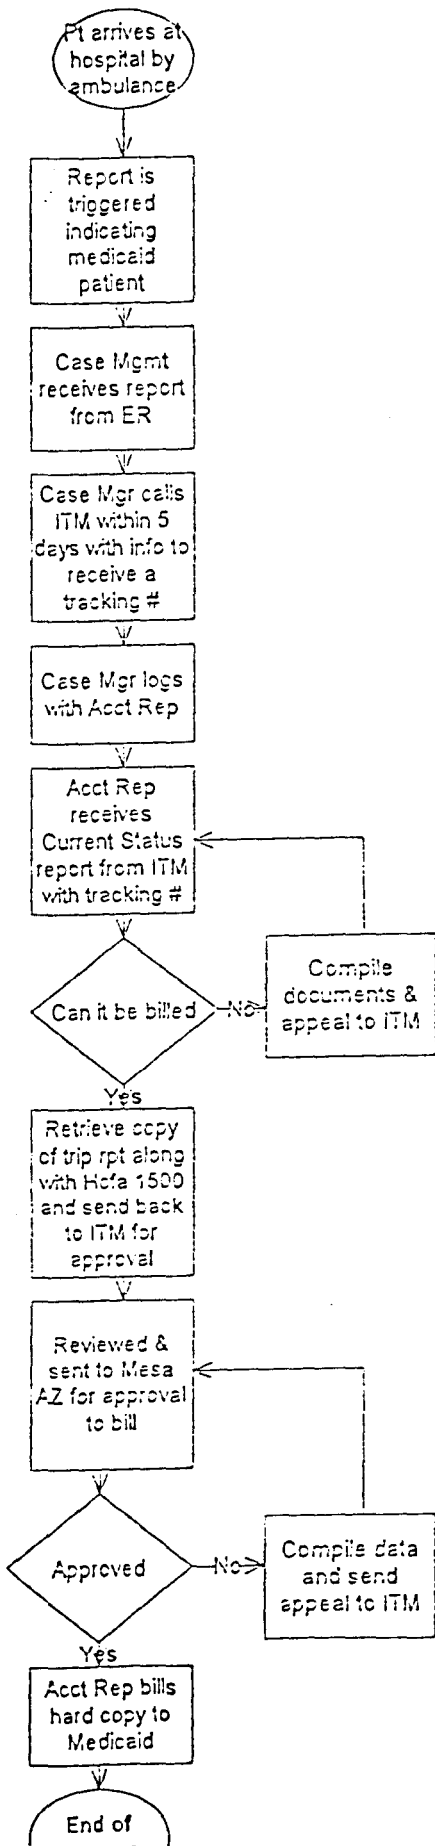 Pt arrives at
hospital by
ambulance
Report is
triggered
indicating
medicaid
patient
Case Mgmt
receives report
from ER
Case Mgr calls
ITM within 5
days with info to
receive a
tracking #
Case Mgr logs
with Acct Rep
Acct Rep
receives
Current Status
report from ITM
with tracking #
Can it be billed
No
Compile
documents &
appeal to ITM
Yes
Retrieve copy
of trip rpt along
with Hcfa 1500
and send back
to ITM for
approval
Reviewed &
sent to Mesa
AZ for approval
to bill
Approved
No
Compile data
and send
appeal to ITM
Yes
Acct Rep bills
hard copy to
Medicaid
End of